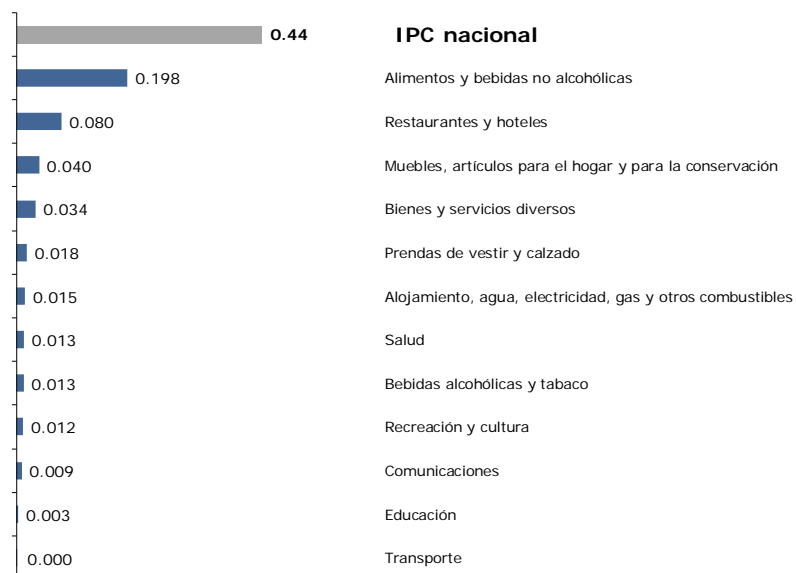 0.44 IPC nacional
0.198 Alimentos y bebidas no alcohólicas
0.080 Restaurantes y hoteles
0.040 Muebles, artículos para el hogar y para la conservación
0.034 Bienes y servicios diversos
0.018 Prendas de vestir y calzado
0.015 Alojamiento, agua, electricidad, gas y otros combustibles
0.013 Salud
0.013 Bebidas alcohólicas y tabaco
0.012 Recreación y cultura
0.009 Comunicaciones
0.003 Educación
0.000 Transporte